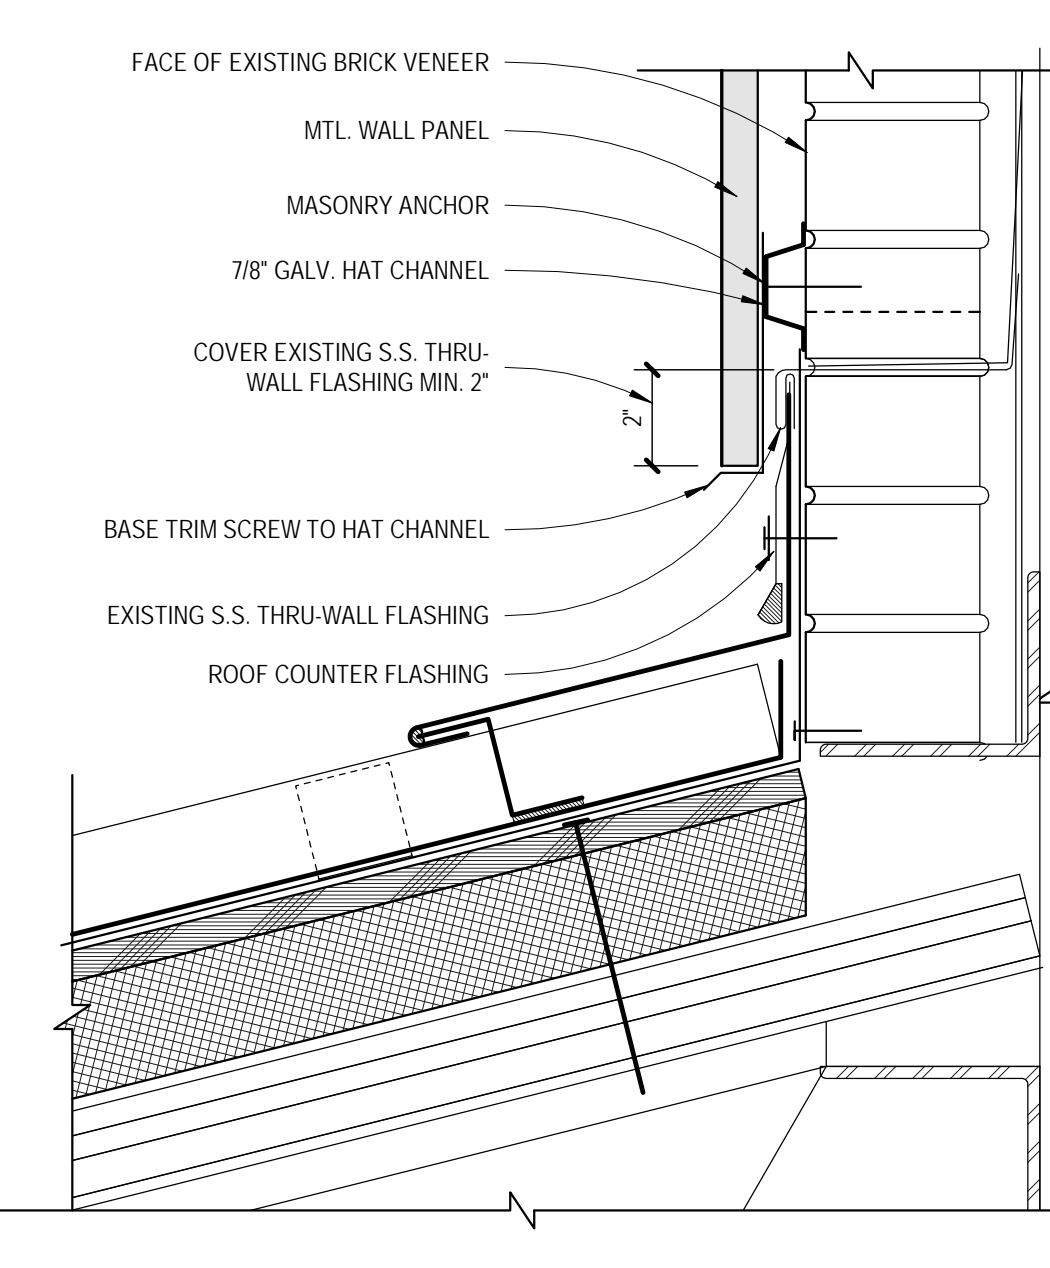 FACE OF EXISTING BRICK VENEER
MTL. WALL PANEL
MASONRY ANCHOR
7/8" GALV. HAT CHANNEL
COVER EXISTING S.S. THRU-
WALL FLASHING MIN. 2"
2"
BASE TRIM SCREW TO HAT CHANNEL
EXISTING S.S. THRU-WALL FLASHING
ROOF COUNTER FLASHING